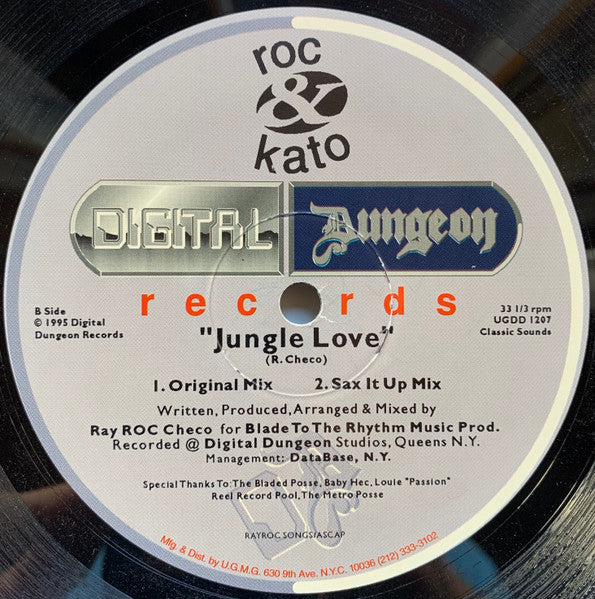 roc
&
kato
DIGITAL Dungeon
records
B Side
© 1995 Digital
Dungeon Records
33 1/3 rpm
UGDD 1207
Classic Sounds
"Jungle Love"
(R. Checo)
1. Original Mix 2. Sax It Up Mix
Written, Produced, Arranged & Mixed by
Ray ROC Checo for Blade To The Rhythm Music Prod.
Recorded @ Digital Dungeon Studios, Queens N.Y.
Management: DataBase, N.Y.
Special Thanks To: The Bladed Posse, Baby Hec, Louie "Passion"
Reel Record Pool, The Metro Posse
RAYROC SONGS/ASCAP
Mfg. & Dist. by U.G.M.G. 630 9th Ave. N.Y.C. 10036 (212) 333-3102